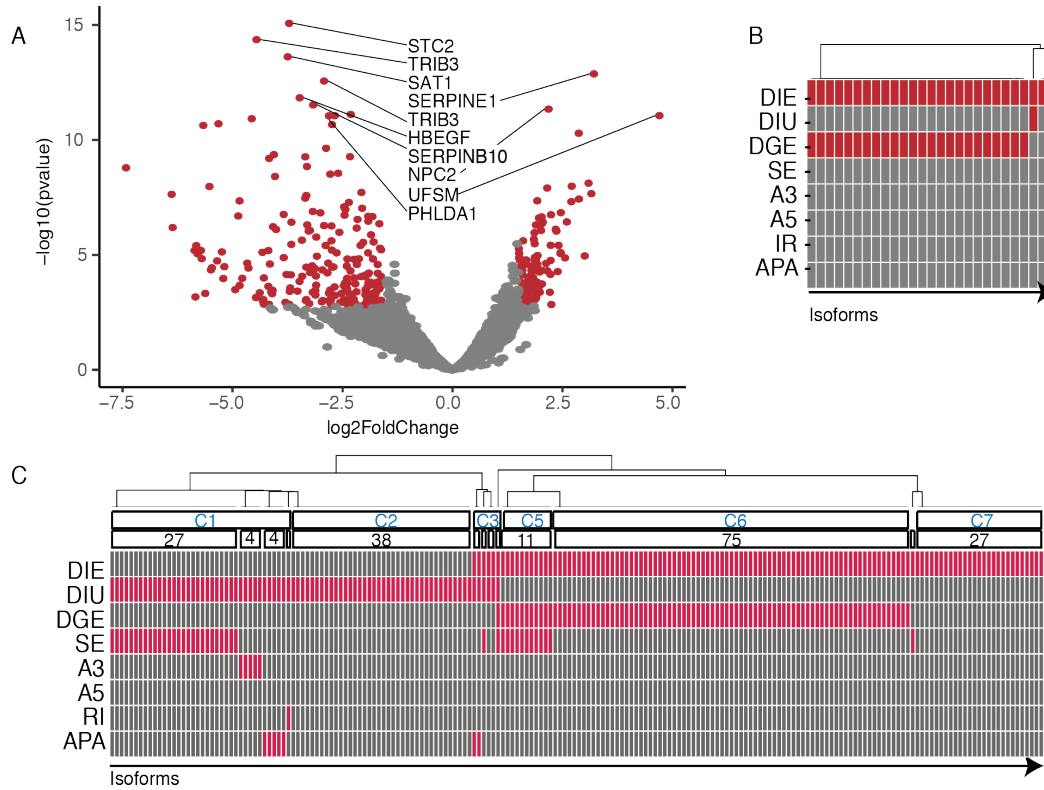 A
15
10
5
0
−log10(pvalue)
STC2
TRIB3
SAT1
SERPINE1
TRIB3
HBEGF
SERPINB10
NPC2
UFSM
PHLDA1
−7.5 −5.0 −2.5 0.0 2.5 5.0
log2FoldChange
B
DIE
DIU
DGE
SE
A3
A5
IR
APA
Isoforms
C
C1 C2 C3 C5 C6 C7
27 4 4 38 11 75 27
DIE
DIU
DGE
SE
A3
A5
RI
APA
Isoforms